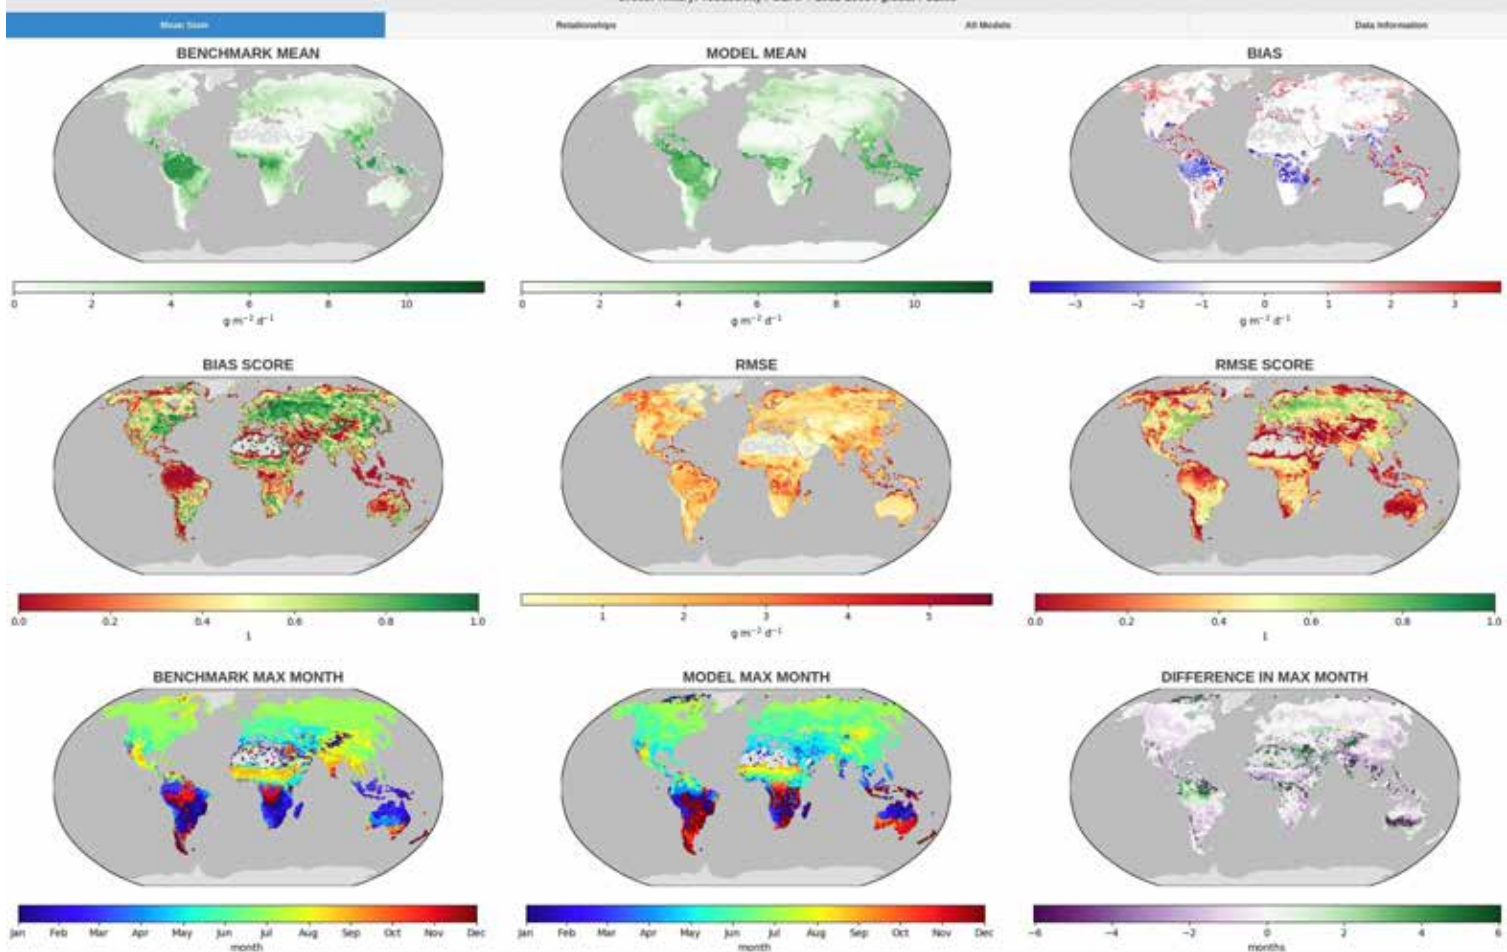 Mean State Relationships All Models Data Information
BENCHMARK MEAN MODEL MEAN BIAS
0 2 4 6 8 10 0 2 4 6 8 10 −3 −2 −1 0 1 2 3
g m⁻² d⁻¹ g m⁻² d⁻¹ g m⁻² d⁻¹
BIAS SCORE RMSE RMSE SCORE
0.0 0.2 0.4 0.6 0.8 1.0 1 2 3 4 5 0.0 0.2 0.4 0.6 0.8 1.0
1 g m⁻² d⁻¹ 1
BENCHMARK MAX MONTH MODEL MAX MONTH DIFFERENCE IN MAX MONTH
Jan Feb Mar Apr May Jun Jul Aug Sep Oct Nov Dec Jan Feb Mar Apr May Jun Jul Aug Sep Oct Nov Dec −6 −4 −2 0 2 4 6
month month months